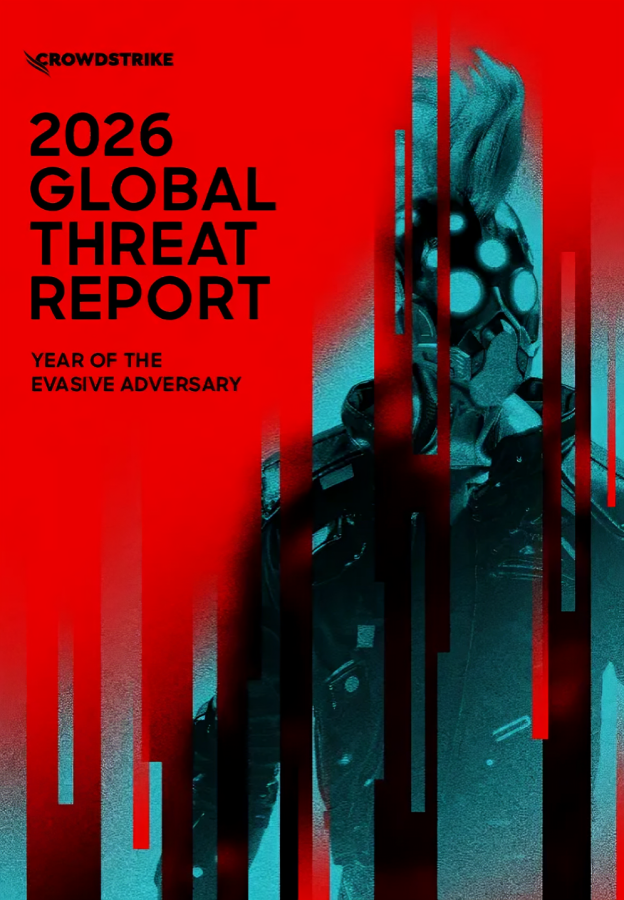 CROWDSTRIKE
2026
GLOBAL
THREAT
REPORT
YEAR OF THE
EVASIVE ADVERSARY